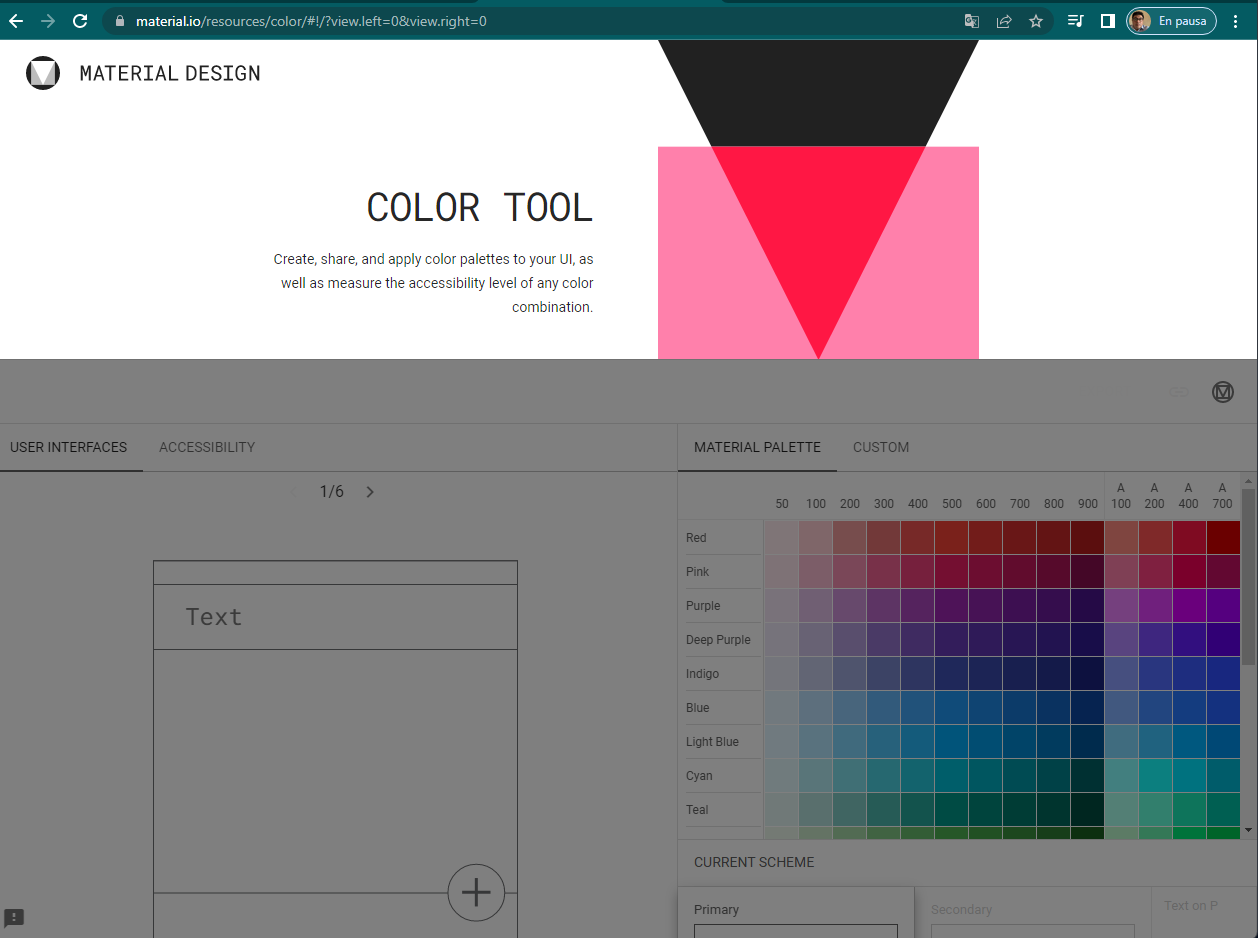 material.io/resources/color/#!/?view.left=0&view.right=0
En pausa
MATERIAL DESIGN
COLOR TOOL
Create, share, and apply color palettes to your UI, as
well as measure the accessibility level of any color
combination.
USER INTERFACES ACCESSIBILITY
MATERIAL PALETTE CUSTOM
1/6
50 100 200 300 400 500 600 700 800 900 A 100 A 200 A 400 A 700
Red
Pink
Purple
Deep Purple
Indigo
Blue
Light Blue
Cyan
Teal
Text
CURRENT SCHEME
Primary
Secondary
Text on P